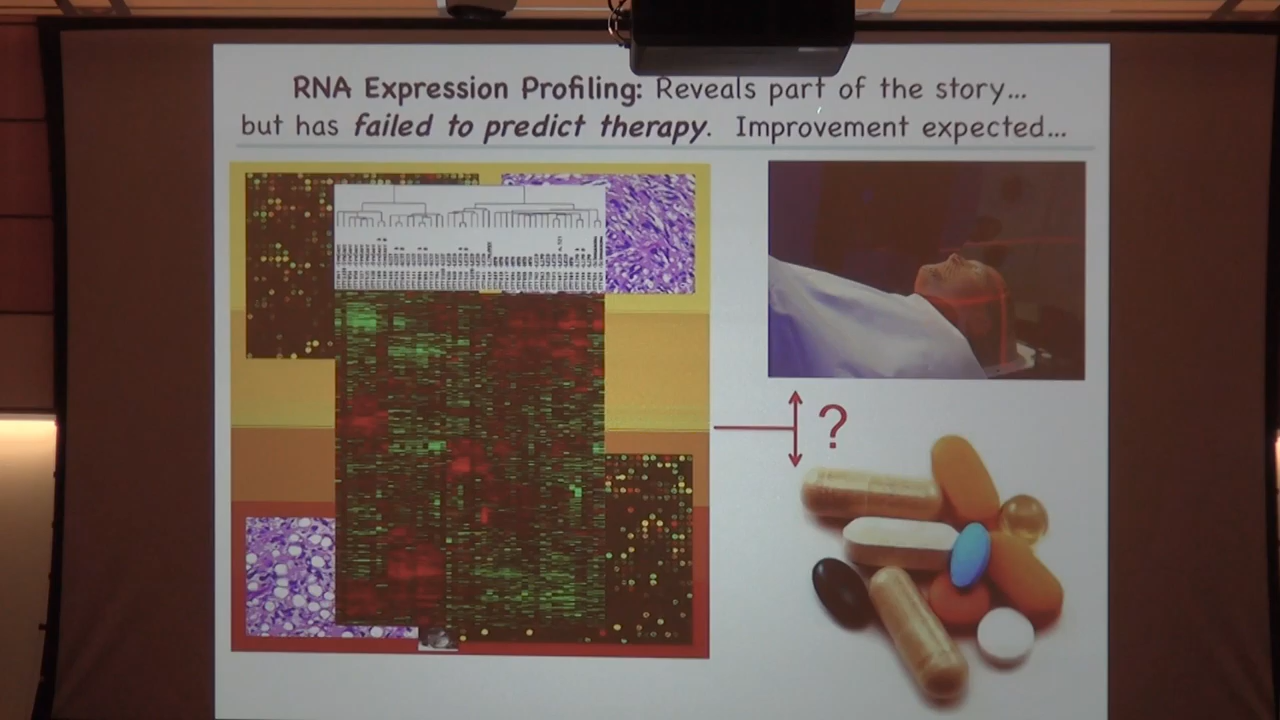 RNA Expression Profiling: Reveals part of the story...
but has failed to predict therapy. Improvement expected...
?